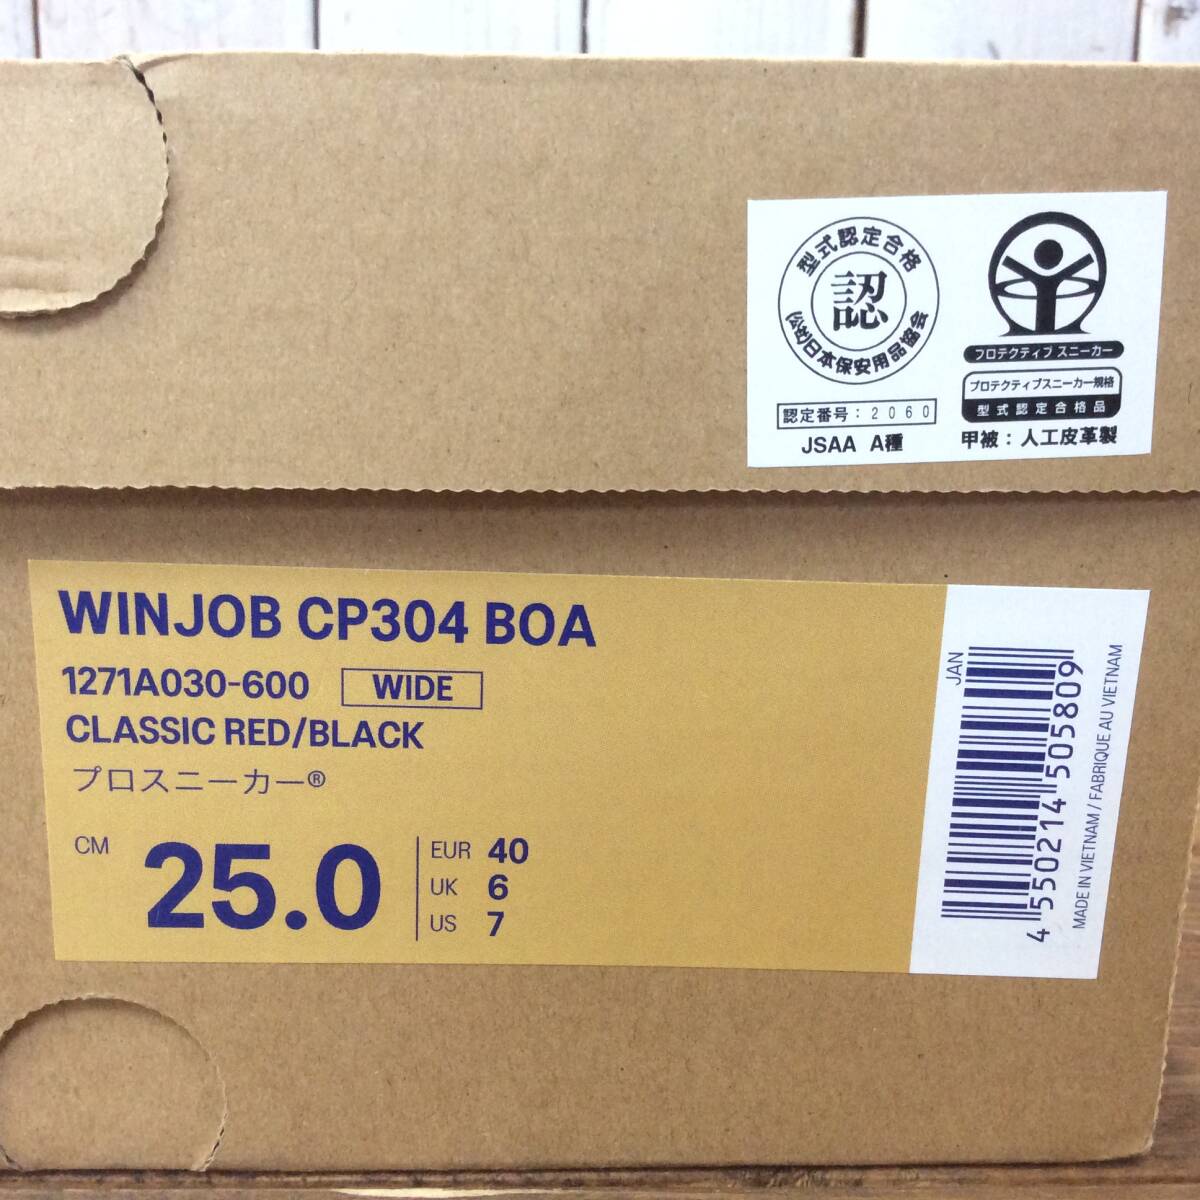 型式認定合格
認
(公社)日本保安用品協会
認定番号：2060
JSAA A種
プロテクティブ スニーカー
プロテクティブスニーカー規格
型式認定合格品
甲被：人工皮革製
WINJOB CP304 BOA
1271A030-600 WIDE
CLASSIC RED/BLACK
プロスニーカー®
CM 25.0
EUR 40
UK 6
US 7
JAN
4 550214 505809
MADE IN VIETNAM / FABRIQUE AU VIETNAM